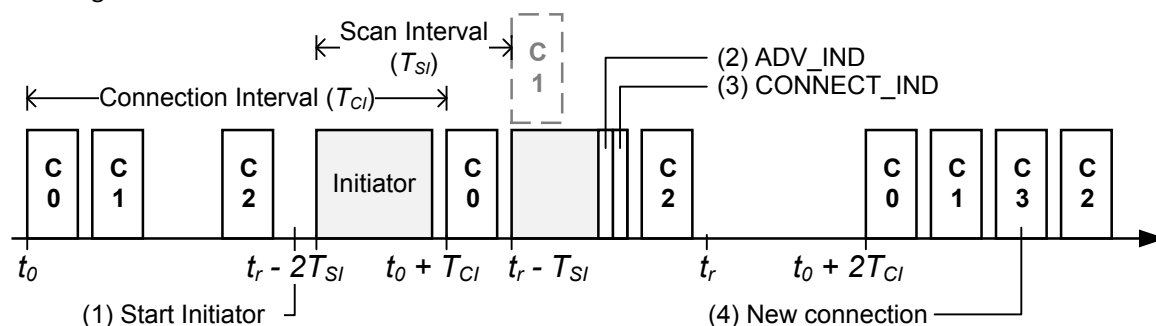 Scan Interval
(T_SI)
C
1
(2) ADV_IND
(3) CONNECT_IND
Connection Interval (T_CI)
C
0
C
1
C
2
Initiator
C
0
C
2
C
0
C
1
C
3
C
2
t_0
t_r - 2T_SI
t_0 + T_CI
t_r - T_SI
t_r
t_0 + 2T_CI
(1) Start Initiator
(4) New connection